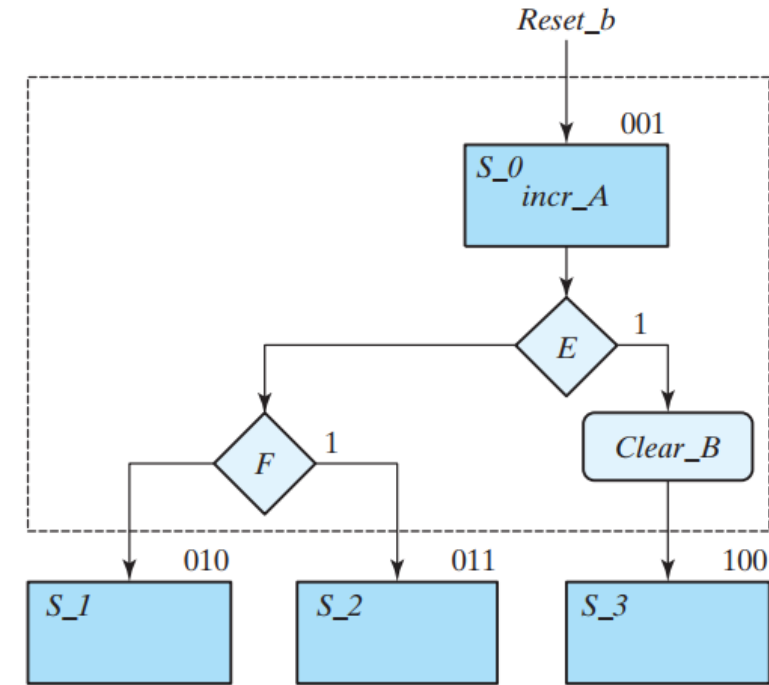 Reset_b
001
S_0
incr_A
E
1
F
1
Clear_B
010
011
100
S_1
S_2
S_3